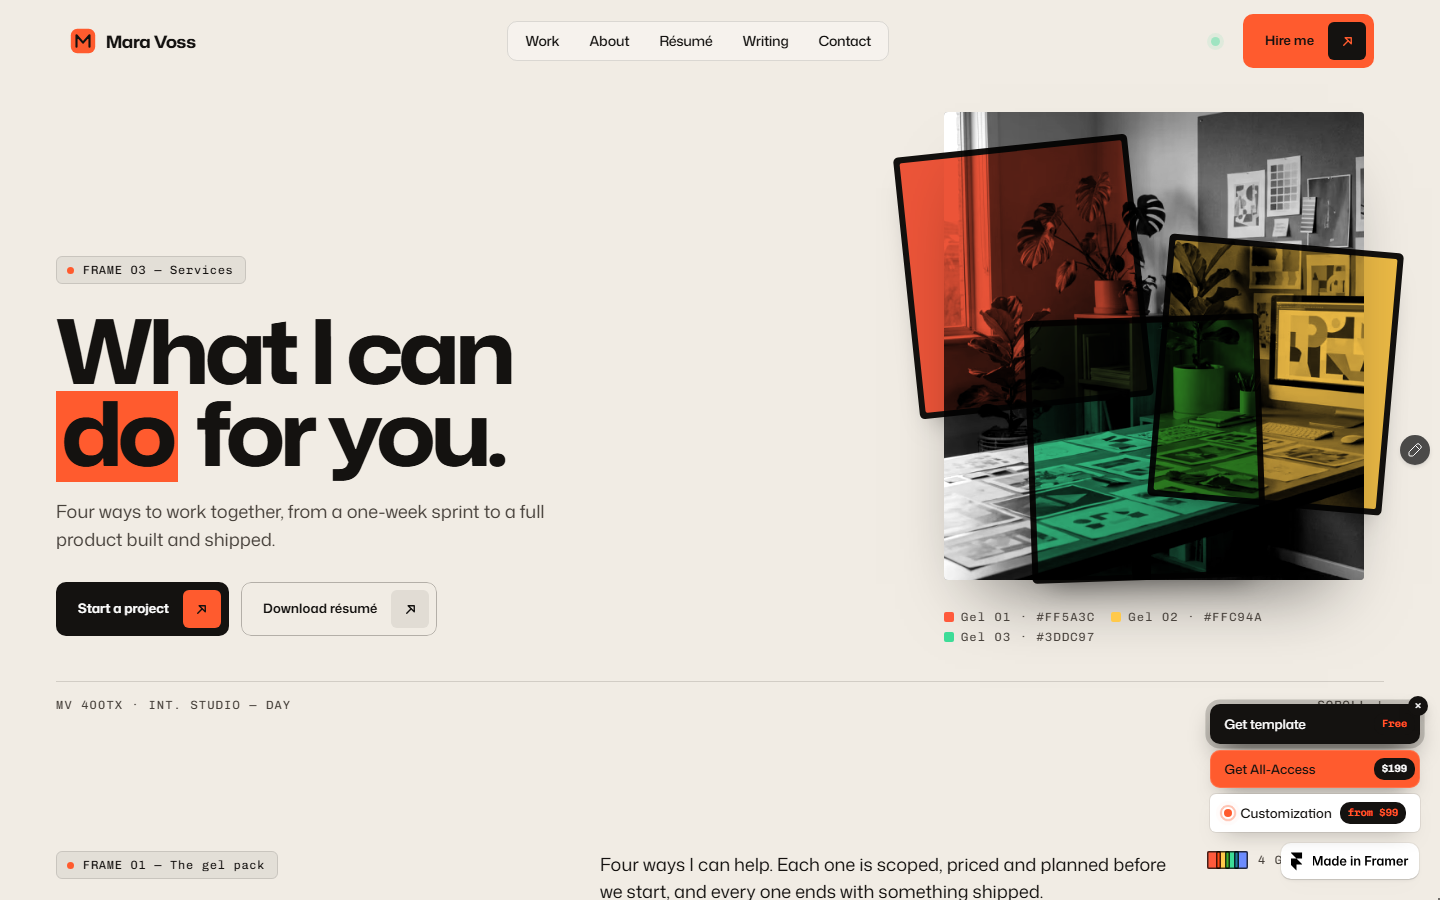 Mara Voss
Work
About
Résumé
Writing
Contact
Hire me
FRAME 03 — Services
What I can
do for you.
Four ways to work together, from a one-week sprint to a full
product built and shipped.
Start a project
Download résumé
Gel 01 · #FF5A3C
Gel 02 · #FFC94A
Gel 03 · #3DDC97
MV 400TX · INT. STUDIO — DAY
Get template
Free
Get All-Access
$199
Customization
from $99
FRAME 01 — The gel pack
Four ways I can help. Each one is scoped, priced and planned before
we start, and every one ends with something shipped.
4
Made in Framer